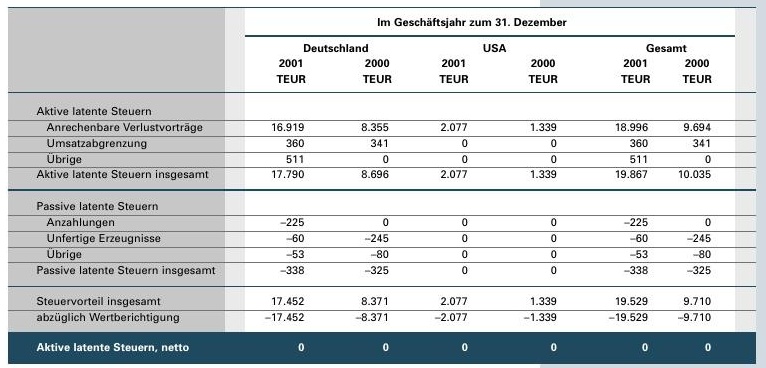 Im Geschäftsjahr zum 31. Dezember
Deutschland USA Gesamt
2001 2000 2001 2000 2001 2000
TEUR TEUR TEUR TEUR TEUR TEUR
Aktive latente Steuern
Anrechenbare Verlustvorträge 16.919 8.355 2.077 1.339 18.996 9.694
Umsatzabgrenzung 360 341 0 0 360 341
Übrige 511 0 0 0 511 0
Aktive latente Steuern insgesamt 17.790 8.696 2.077 1.339 19.867 10.035
Passive latente Steuern
Anzahlungen –225 0 0 0 –225 0
Unfertige Erzeugnisse –60 –245 0 0 –60 –245
Übrige –53 –80 0 0 –53 –80
Passive latente Steuern insgesamt –338 –325 0 0 –338 –325
Steuervorteil insgesamt 17.452 8.371 2.077 1.339 19.529 9.710
abzüglich Wertberichtigung –17.452 –8.371 –2.077 –1.339 –19.529 –9.710
Aktive latente Steuern, netto 0 0 0 0 0 0